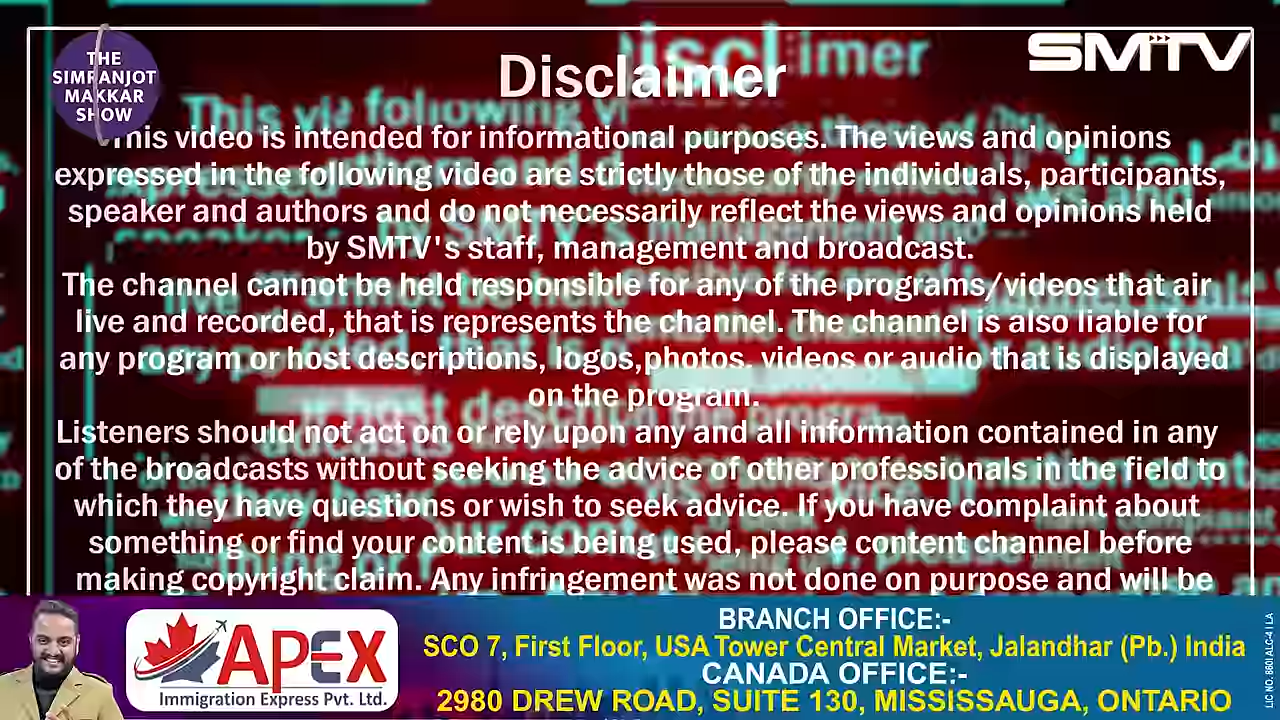 THE
SIMRANJOT
MAKKAR
SHOW
SMTV
Disclaimer
This video is intended for informational purposes. The views and opinions
expressed in the following video are strictly those of the individuals, participants,
speaker and authors and do not necessarily reflect the views and opinions held
by SMTV's staff, management and broadcast.
The channel cannot be held responsible for any of the programs/videos that air
live and recorded, that is represents the channel. The channel is also liable for
any program or host descriptions, logos,photos. videos or audio that is displayed
on the program.
Listeners should not act on or rely upon any and all information contained in any
of the broadcasts without seeking the advice of other professionals in the field to
which they have questions or wish to seek advice. If you have complaint about
something or find your content is being used, please content channel before
making copyright claim. Any infringement was not done on purpose and will be
APEX
Immigration Express Pvt. Ltd.
BRANCH OFFICE:-
SCO 7, First Floor, USA Tower Central Market, Jalandhar (Pb.) India
CANADA OFFICE:-
2980 DREW ROAD, SUITE 130, MISSISSAUGA, ONTARIO